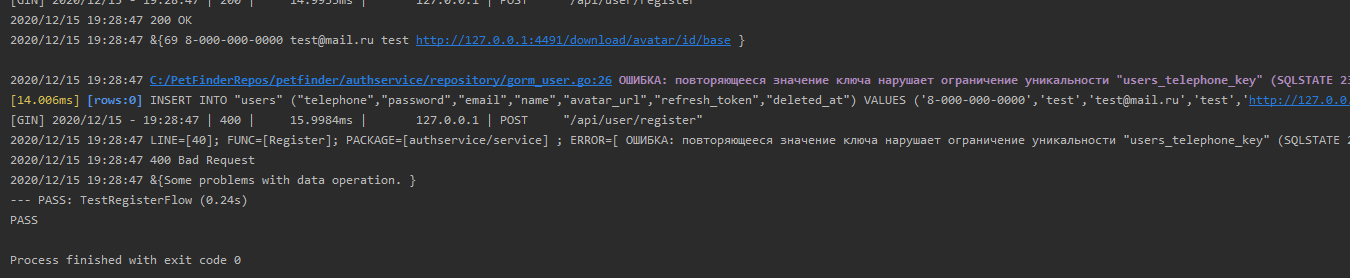 [GIN] 2020/12/15 - 19:28:47 | 200 | 14.9955ms | 127.0.0.1 | POST "/api/user/register"
2020/12/15 19:28:47 200 OK
2020/12/15 19:28:47 &{69 8-000-000-0000 test@mail.ru test http://127.0.0.1:4491/download/avatar/id/base }
2020/12/15 19:28:47 C:/PetFinderRepos/petfinder/authservice/repository/gorm_user.go:26 ОШИБКА: повторяющееся значение ключа нарушает ограничение уникальности "users_telephone_key" (SQLSTATE 23
[14.006ms] [rows:0] INSERT INTO "users" ("telephone","password","email","name","avatar_url","refresh_token","deleted_at") VALUES ('8-000-000-0000','test','test@mail.ru','test','http://127.0.0
[GIN] 2020/12/15 - 19:28:47 | 400 | 15.9984ms | 127.0.0.1 | POST "/api/user/register"
2020/12/15 19:28:47 LINE=[40]; FUNC=[Register]; PACKAGE=[authservice/service] ; ERROR=[ ОШИБКА: повторяющееся значение ключа нарушает ограничение уникальности "users_telephone_key" (SQLSTATE 2
2020/12/15 19:28:47 400 Bad Request
2020/12/15 19:28:47 &{Some problems with data operation. }
--- PASS: TestRegisterFlow (0.24s)
PASS
Process finished with exit code 0